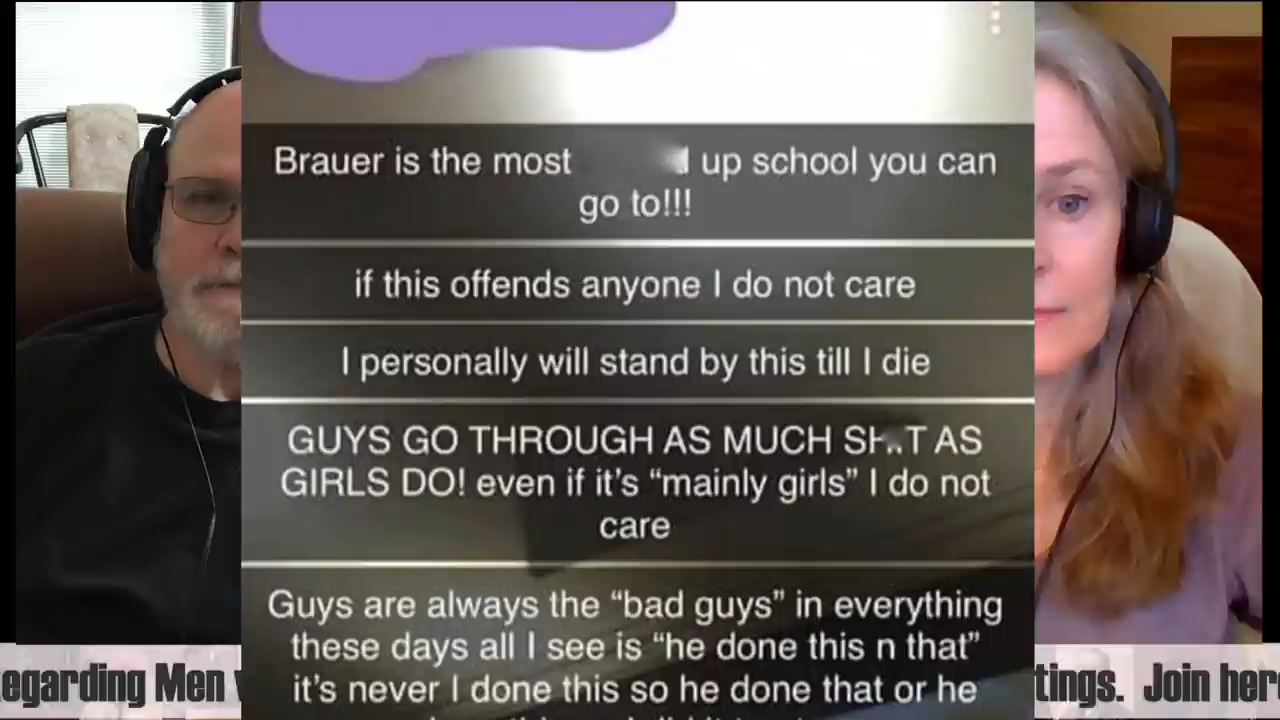 Brauer is the most up school you can
go to!!!
if this offends anyone I do not care
I personally will stand by this till I die
GUYS GO THROUGH AS MUCH SH..T AS
GIRLS DO! even if it's “mainly girls” I do not
care
Guys are always the “bad guys” in everything
these days all I see is “he done this n that”
it's never I done this so he done that or he
egarding Men
tings. Join her